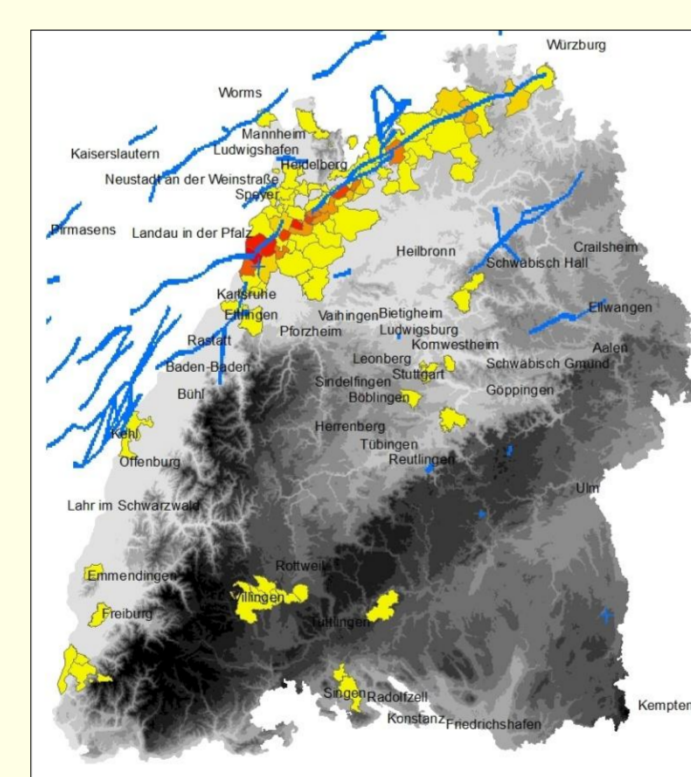 Würzburg
Worms
Mannheim
Ludwigshafen
Kaiserslautern
Heidelberg
Neustadt an der Weinstraße
Speyer
Pirmasens
Landau in der Pfalz
Heilbronn
Crailsheim
Schwäbisch Hall
Karlsruhe
Ettlingen
Vaihingen
Bietigheim
Ellwangen
Pforzheim
Ludwigsburg
Rastatt
Kornwestheim
Aalen
Leonberg
Schwäbisch Gmünd
Baden-Baden
Stuttgart
Sindelfingen
Göppingen
Bühl
Böblingen
Herrenberg
Kehl
Tübingen
Offenburg
Reutlingen
Ulm
Lahr im Schwarzwald
Rottweil
Emmendingen
Villingen
Freiburg
Tuttlingen
Singen
Radolfzell
Konstanz
Friedrichshafen
Kempten